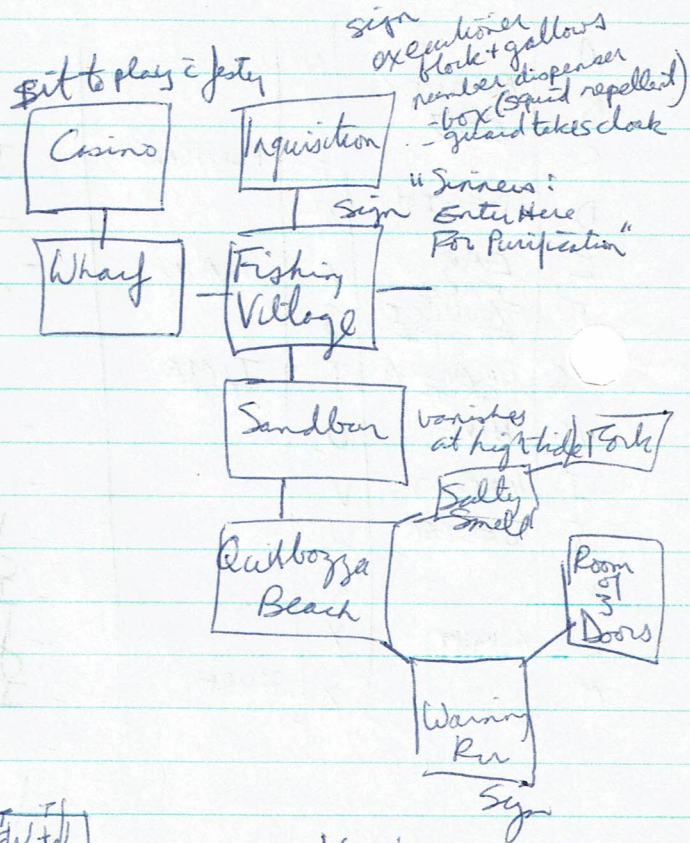 sign
executioner
block + gallows
number dispenser
- box (squid repellent)
- guard takes cloak
"Sinners:
Enter Here
For Purification"
to play c̄ Jester
Casino
Inquisition
sign
Wharf
Fishing
Village
Sandbar
vanishes
at high tide
Fork
Salty
Smell
Quilbozza
Beach
Room
of
3
Doors
Warning
Rm
Sign